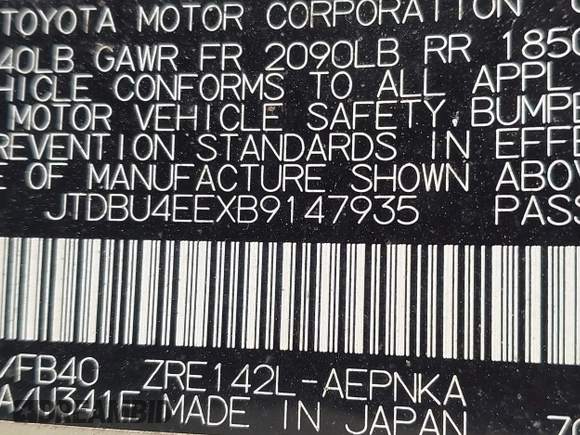 TOYOTA MOTOR CORPORATION
40LB GAWR FR 2090LB RR 1850
HICLE CONFORMS TO ALL APPL
MOTOR VEHICLE SAFETY, BUMPE
REVENTION STANDARDS IN EFFE
E OF MANUFACTURE SHOWN ABOV
JTDBU4EEXB9147935 PASS
/FB40 ZRE142L-AEPNKA
MADE IN JAPAN